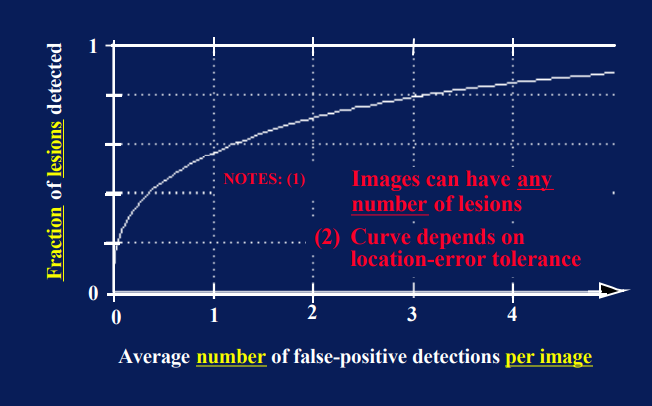 1
Fraction of lesions detected
NOTES: (1)
Images can have any
number of lesions
(2) Curve depends on
location-error tolerance
0
0 1 2 3 4
Average number of false-positive detections per image